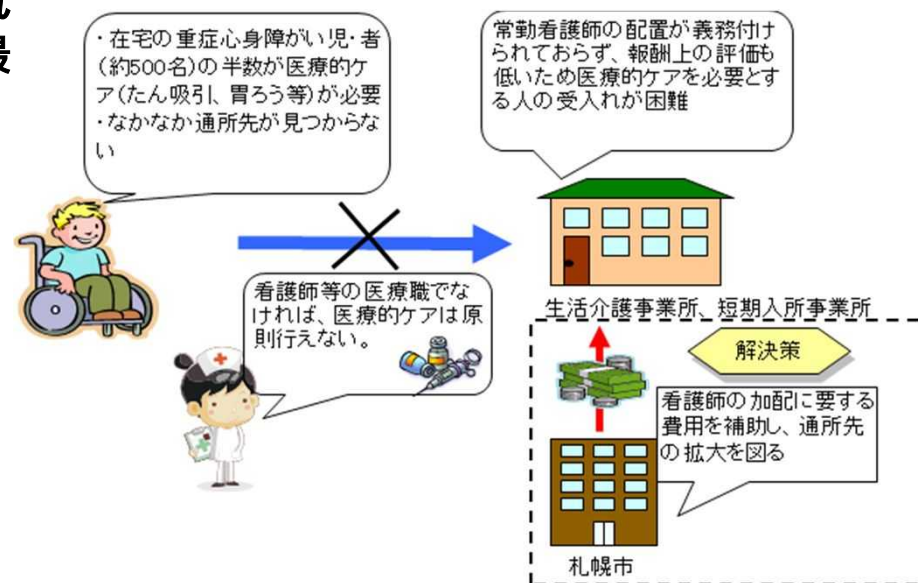 ・在宅の重症心身障がい児・者
（約500名）の半数が医療的ケ
ア（たん吸引、胃ろう等）が必要
・なかなか通所先が見つからな
い
常勤看護師の配置が義務付け
られておらず、報酬上の評価も
低いため医療的ケアを必要とす
る人の受入れが困難
看護師等の医療職でな
ければ、医療的ケアは原
則行えない。
生活介護事業所、短期入所事業所
解決策
看護師の加配に要する
費用を補助し、通所先
の拡大を図る
札幌市